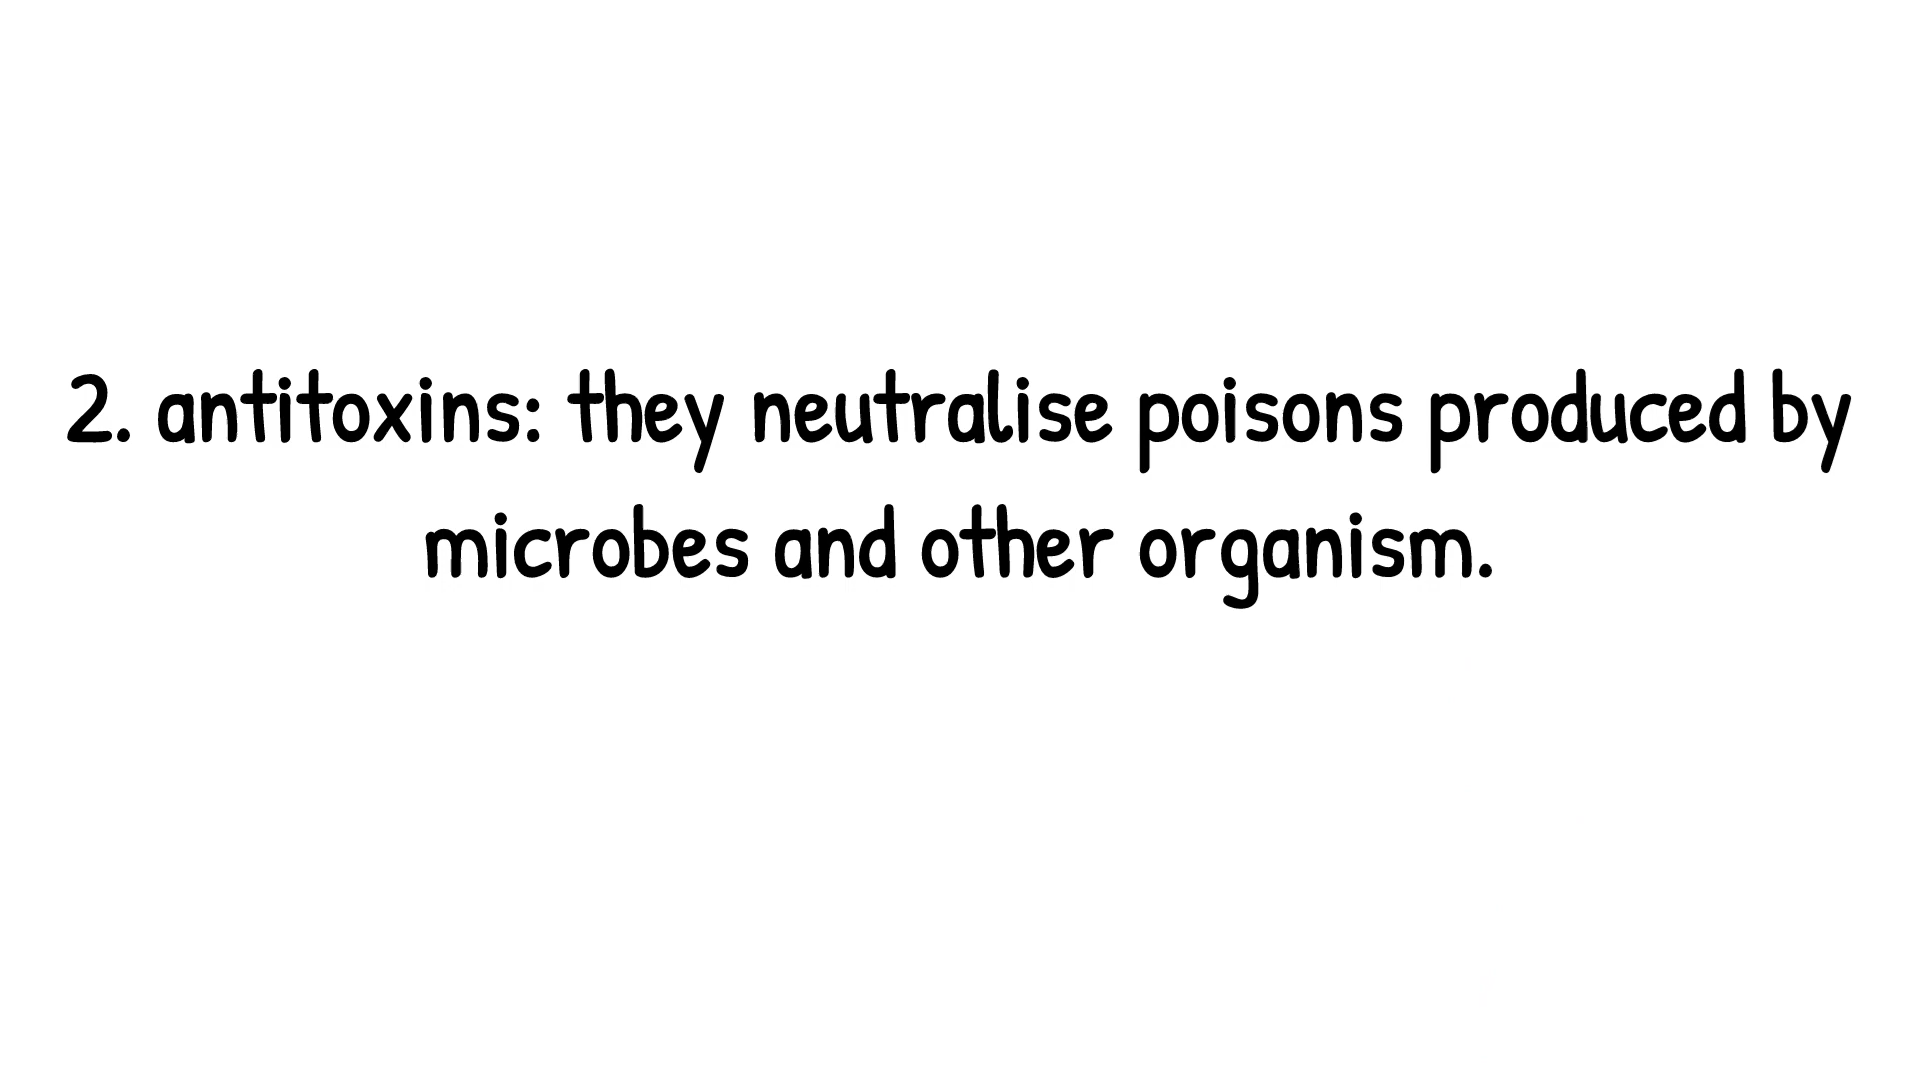 2. antitoxins: they neutralise poisons produced by
microbes and other organism.